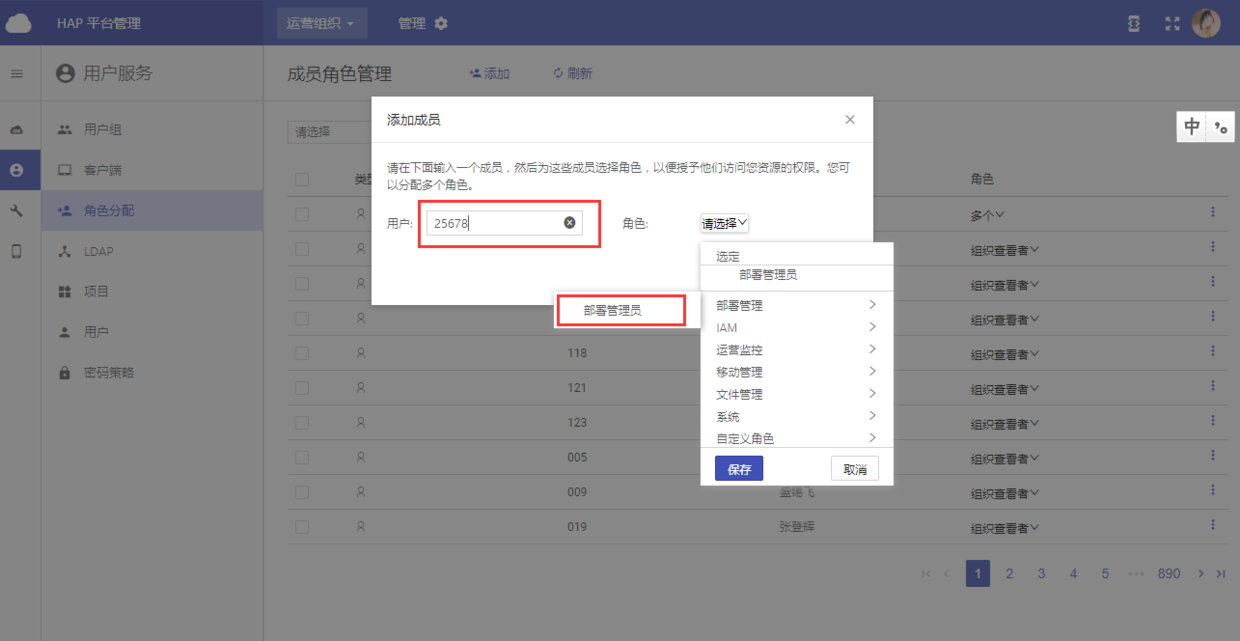 HAP 平台管理
运营组织
管理
用户服务
成员角色管理
添加
刷新
用户组
客户端
角色分配
LDAP
项目
用户
密码策略
请选择
类型
角色
添加成员
请在下面输入一个成员，然后为这些成员选择角色，以便授予他们访问您资源的权限。您可
以分配多个角色。
用户:
25678
角色:
请选择
选定
部署管理员
部署管理员
部署管理
IAM
运营监控
移动管理
文件管理
系统
自定义角色
保存
取消
中
多个
组织查看者
组织查看者
组织查看者
118
组织查看者
121
组织查看者
123
组织查看者
005
组织查看者
009
组织查看者
019
张登辉
组织查看者
1
2
3
4
5
•••
890